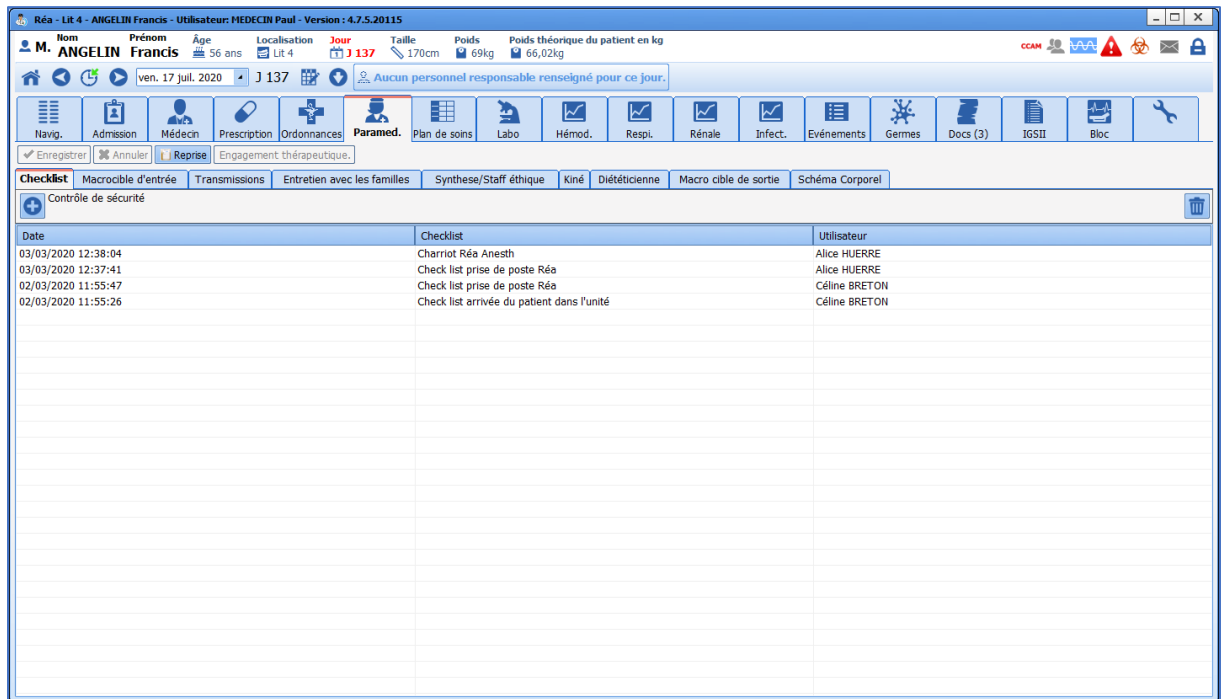 Réa - Lit 4 - ANGELIN Francis - Utilisateur: MEDECIN Paul - Version : 4.7.5.20115
Nom Prénom Âge Localisation Jour Taille Poids Poids théorique du patient en kg
M. ANGELIN Francis 56 ans Lit 4 J 137 170cm 69kg 66,02kg CCAM
ven. 17 juil. 2020 J 137 Aucun personnel responsable renseigné pour ce jour.
Navig. Admission Médecin Prescription Ordonnances Paramed. Plan de soins Labo Hémod. Respi. Rénale Infect. Evénements Germes Docs (3) IGSII Bloc
Enregistrer Annuler Reprise Engagement thérapeutique.
Checklist Macrocible d'entrée Transmissions Entretien avec les familles Synthese/Staff éthique Kiné Diététicienne Macro cible de sortie Schéma Corporel
Contrôle de sécurité
Date Checklist Utilisateur
03/03/2020 12:38:04 Charriot Réa Anesth Alice HUERRE
03/03/2020 12:37:41 Check list prise de poste Réa Alice HUERRE
02/03/2020 11:55:47 Check list prise de poste Réa Céline BRETON
02/03/2020 11:55:26 Check list arrivée du patient dans l'unité Céline BRETON